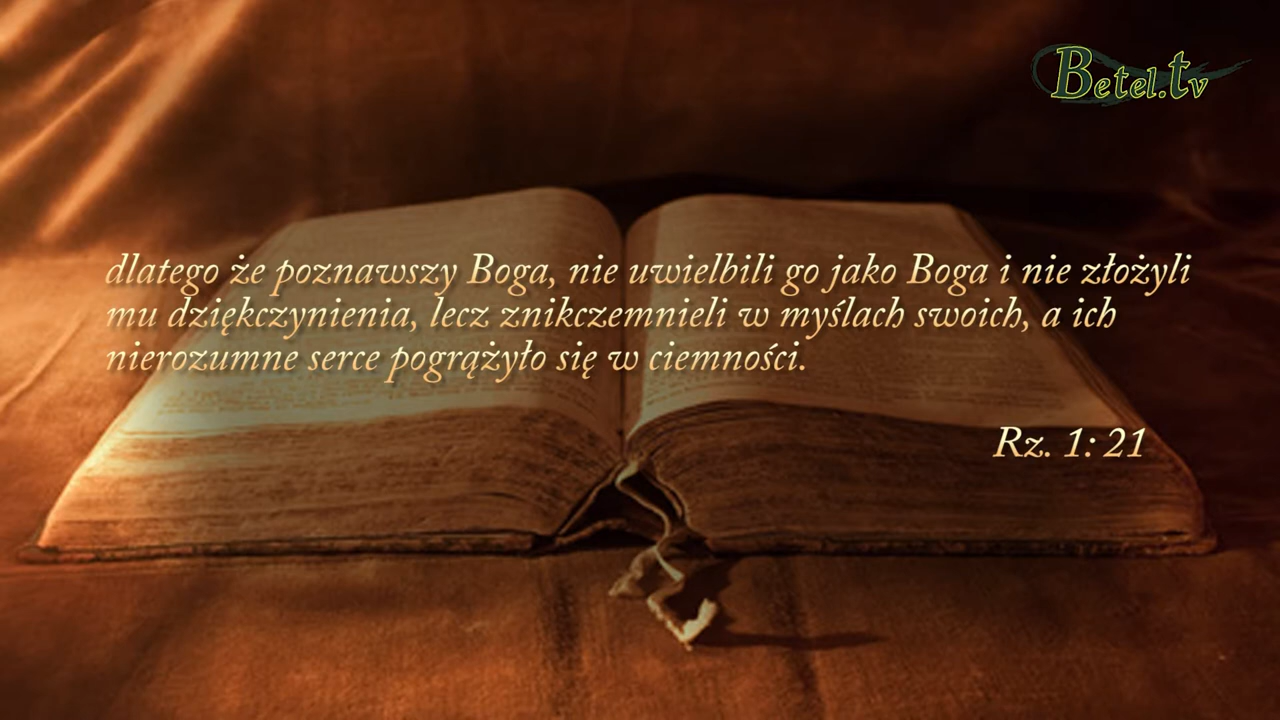 Betel.tv
dlatego że poznawszy Boga, nie uwielbili go jako Boga i nie złożyli
mu dziękczynienia, lecz znikczemnieli w myślach swoich, a ich
nierozumne serce pogrążyło się w ciemności.
Rz. 1: 21